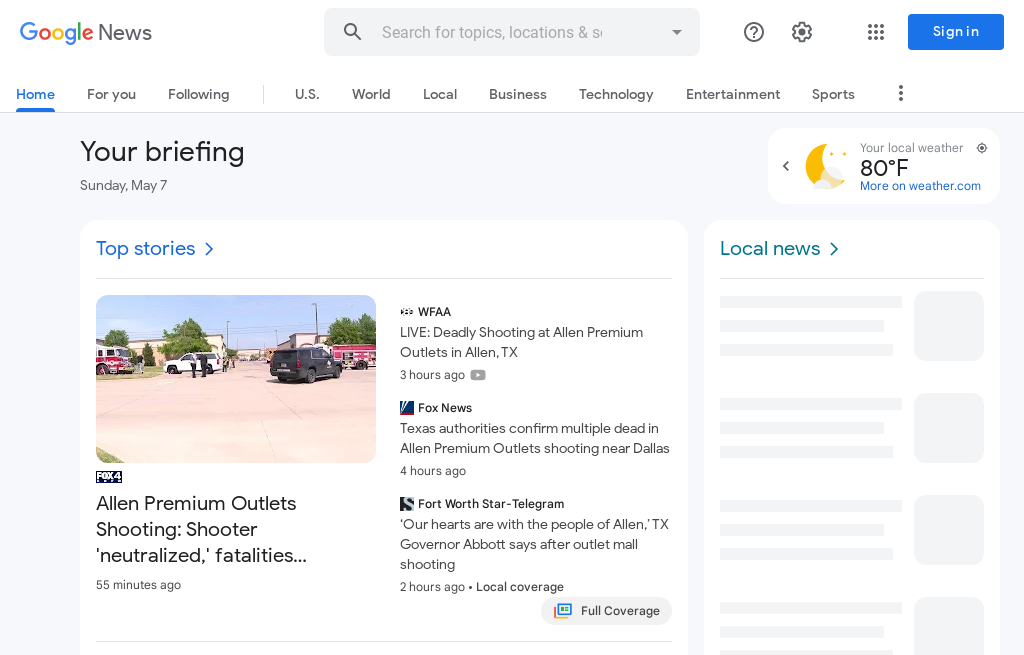 Google News
Search for topics, locations & so
Sign in
Home
For you
Following
U.S.
World
Local
Business
Technology
Entertainment
Sports
Your briefing
Sunday, May 7
Your local weather
80°F
More on weather.com
Top stories
Local news
FOX 4
Allen Premium Outlets
Shooting: Shooter
'neutralized,' fatalities...
55 minutes ago
WFAA
LIVE: Deadly Shooting at Allen Premium
Outlets in Allen, TX
3 hours ago
Fox News
Texas authorities confirm multiple dead in
Allen Premium Outlets shooting near Dallas
4 hours ago
Fort Worth Star-Telegram
‘Our hearts are with the people of Allen,’ TX
Governor Abbott says after outlet mall
shooting
2 hours ago • Local coverage
Full Coverage